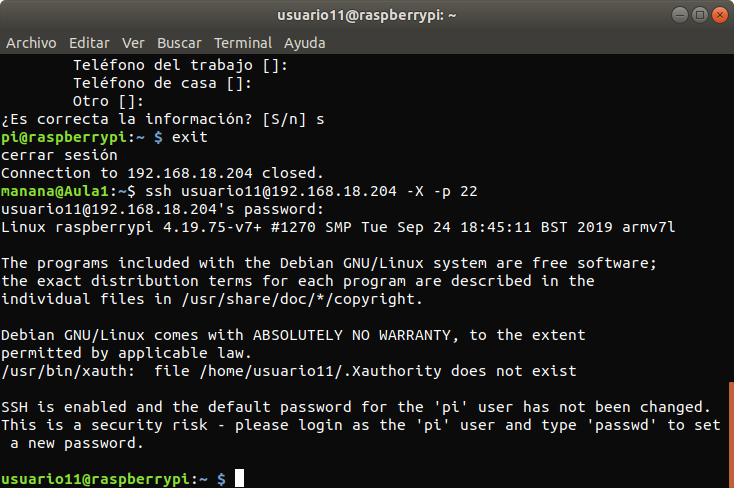 usuario11@raspberrypi: ~
Archivo Editar Ver Buscar Terminal Ayuda
Teléfono del trabajo []:
Teléfono de casa []:
Otro []:
¿Es correcta la información? [S/n] s
pi@raspberrypi:~ $ exit
cerrar sesión
Connection to 192.168.18.204 closed.
manana@Aula1:~$ ssh usuario11@192.168.18.204 -X -p 22
usuario11@192.168.18.204's password:
Linux raspberrypi 4.19.75-v7+ #1270 SMP Tue Sep 24 18:45:11 BST 2019 armv7l
The programs included with the Debian GNU/Linux system are free software;
the exact distribution terms for each program are described in the
individual files in /usr/share/doc/*/copyright.
Debian GNU/Linux comes with ABSOLUTELY NO WARRANTY, to the extent
permitted by applicable law.
/usr/bin/xauth:  file /home/usuario11/.Xauthority does not exist
SSH is enabled and the default password for the 'pi' user has not been changed.
This is a security risk - please login as the 'pi' user and type 'passwd' to set
a new password.
usuario11@raspberrypi:~ $